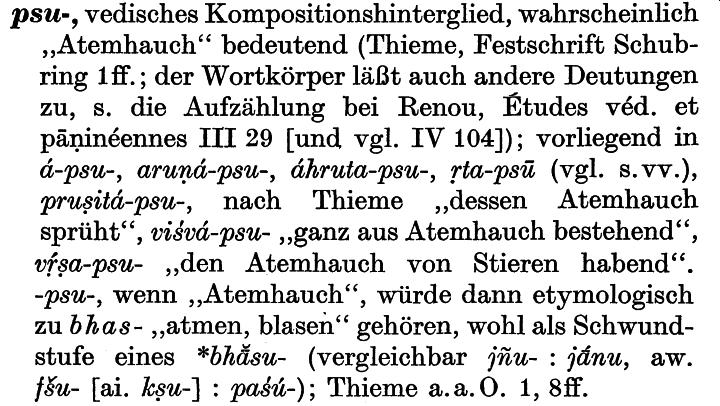 psu-, vedisches Kompositionshinterglied, wahrscheinlich
„Atemhauch“ bedeutend (Thieme, Festschrift Schub-
ring 1ff.; der Wortkörper läßt auch andere Deutungen
zu, s. die Aufzählung bei Renou, Études véd. et
pāṇinéennes III 29 [und vgl. IV 104]); vorliegend in
á-psu-, aruṇá-psu-, áhruta-psu-, ṛta-psū (vgl. s.vv.),
pruṣitá-psu-, nach Thieme „dessen Atemhauch
sprüht“, viśvá-psu- „ganz aus Atemhauch bestehend“,
vṛ́ṣa-psu- „den Atemhauch von Stieren habend“.
-psu-, wenn „Atemhauch“, würde dann etymologisch
zu bhas- „atmen, blasen“ gehören, wohl als Schwund-
stufe eines *bhā̆su- (vergleichbar jñu- : jā́nu, aw.
fšu- [ai. kṣu-] : paśú-); Thieme a.a.O. 1, 8ff.